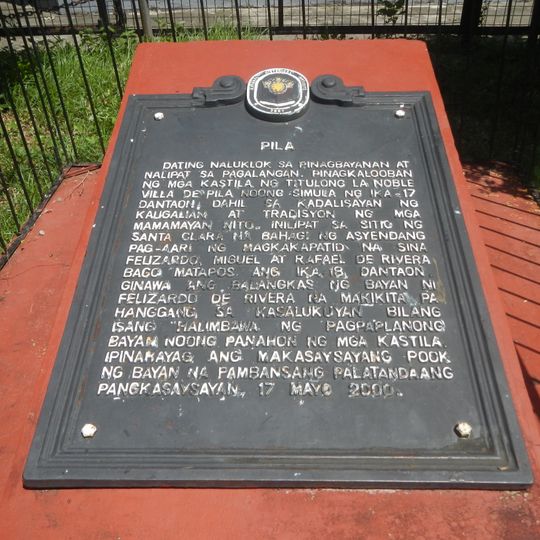 PILA
DATING NALUKLOK SA PINAGBAYANAN AT
NALIPAT SA PAGALANGAN. PINAGKALOOBAN
NG MGA KASTILA NG TITULONG LA NOBLE
VILLA DE PILA NOONG SIMULA NG IKA-17
DANTAON DAHIL SA KADALISAYAN NG
KAUGALIAN AT TRADISYON NG MGA
MAMAMAYAN NITO. INILIPAT SA SITIO NG
SANTA CLARA NA BAHAGI NG ASYENDANG
PAG-AARI NG MAGKAKAPATID NA SINA
FELIZARDO, MIGUEL AT RAFAEL DE RIVERA
BAGO MATAPOS ANG IKA 18 DANTAON.
GINAWA ANG BALANGKAS NG BAYAN NI
FELIZARDO DE RIVERA NA MAKIKITA PA
HANGGANG SA KASALUKUYAN BILANG
ISANG HALIMBAWA NG PAGPAPLANONG
BAYAN NOONG PANAHON NG MGA KASTILA.
IPINAHAYAG ANG MAKASAYSAYANG POOK
NG BAYAN NA PAMBANSANG PALATANDAANG
PANGKASAYSAYAN, 17 MAYO 2000.